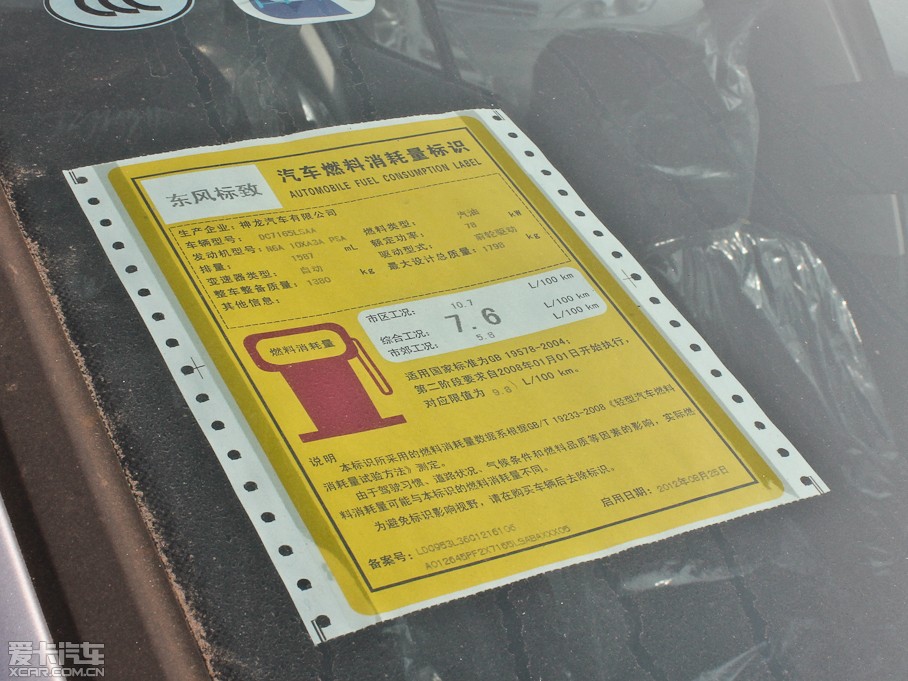 东风标致
汽车燃料消耗量标识
AUTOMOBILE FUEL CONSUMPTION LABEL
生产企业：神龙汽车有限公司
车辆型号： DC7165LSAA 燃料类型： 汽油
发动机型号：NGA 10XA3A PSA 额定功率： 78 kW
排量： 1587 mL 驱动型式： 前轮驱动
变速器类型： 自动 最大设计总质量：1790 kg
整车整备质量：1380 kg
其他信息：
市区工况： 10.7 L/100 km
综合工况： 7.6 L/100 km
市郊工况： 5.8 L/100 km
燃料消耗量
适用国家标准为GB 19578-2004；
第二阶段要求自2008年01月01日开始执行，
对应限值为 9.8 L/100 km。
说明
本标识所采用的燃料消耗量数据系根据GB/T 19233-2008《轻型汽车燃料
消耗量试验方法》测定。
由于驾驶习惯、道路状况、气候条件和燃料品质等因素的影响，实际燃
料消耗量可能与本标识的燃料消耗量不同。
为避免标识影响视野，请在购买车辆后去除标识。
启用日期：2012年08月25日
备案号：
爱卡汽车
XCAR.COM.CN